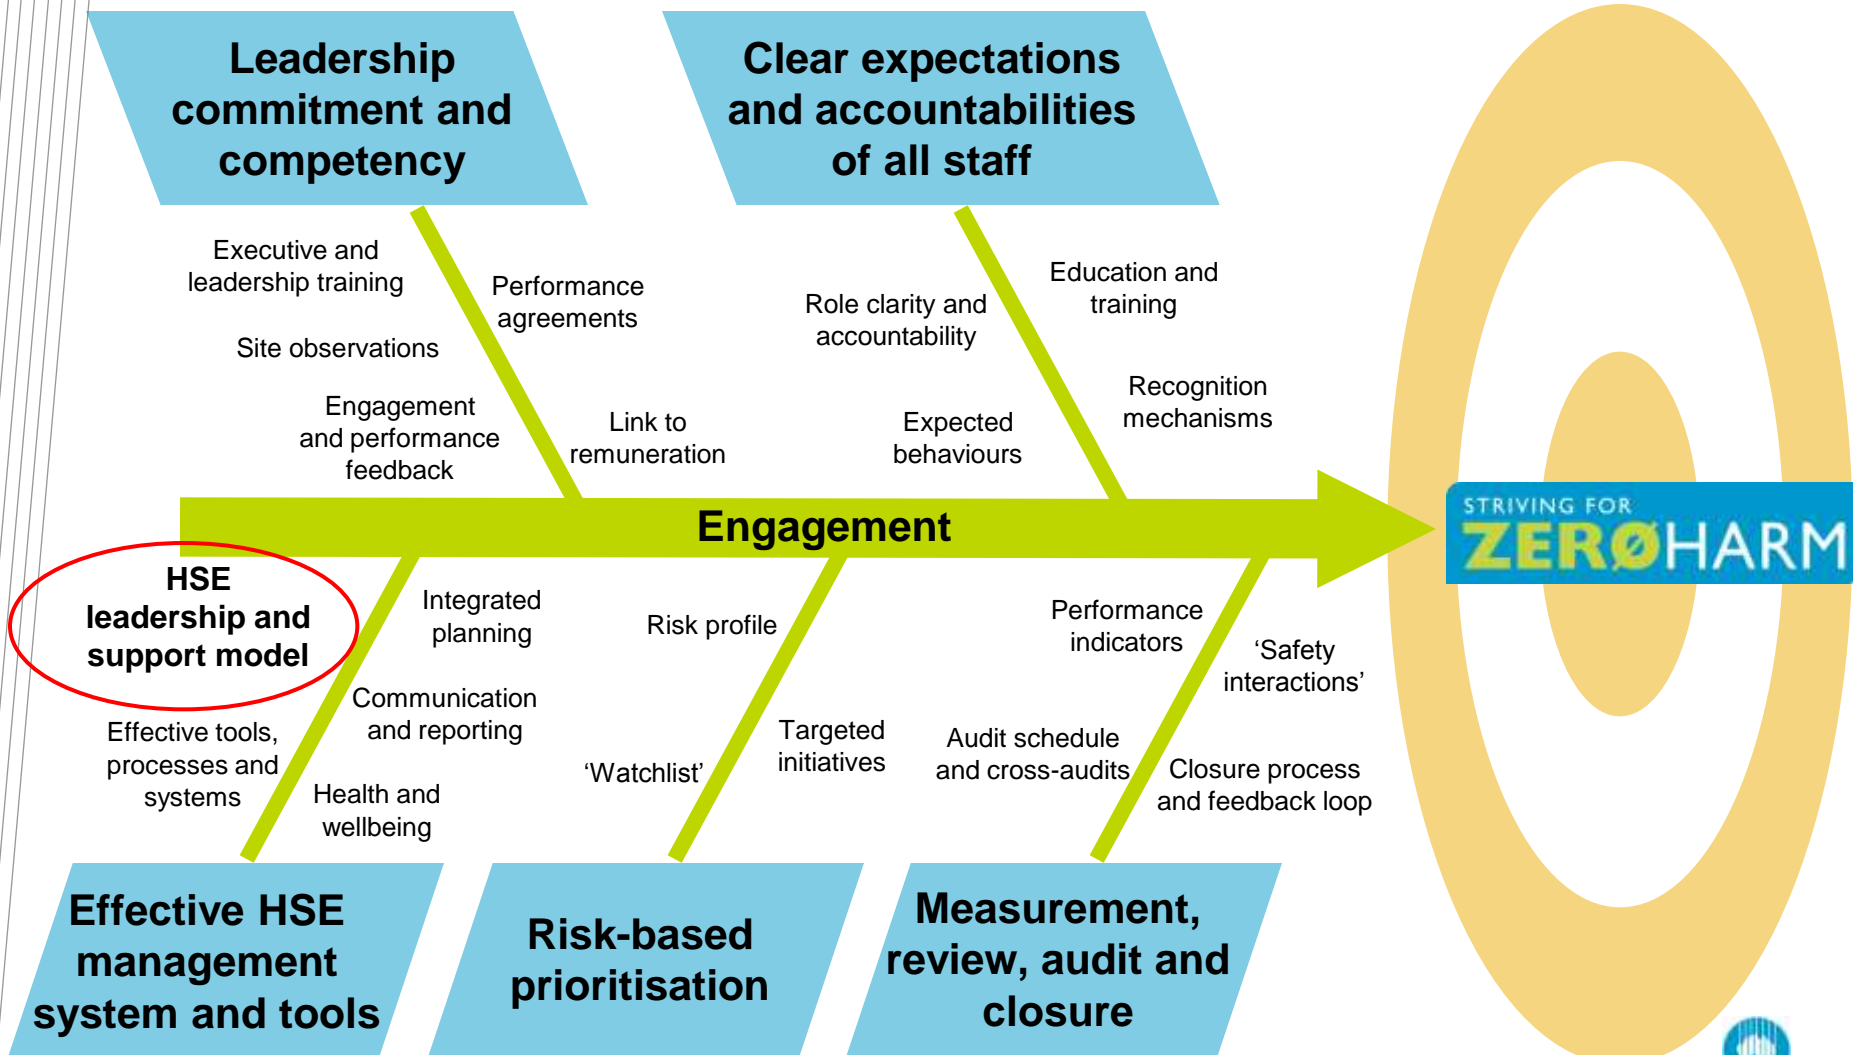 Leadership
commitment and
competency
Clear expectations
and accountabilities
of all staff
Executive and
leadership training
Performance
agreements
Site observations
Engagement
and performance
feedback
Link to
remuneration
Role clarity and
accountability
Education and
training
Expected
behaviours
Recognition
mechanisms
Engagement
STRIVING FOR
ZERØHARM
HSE
leadership and
support model
Integrated
planning
Communication
and reporting
Effective tools,
processes and
systems
Health and
wellbeing
Risk profile
‘Watchlist’
Targeted
initiatives
Performance
indicators
‘Safety
interactions’
Audit schedule
and cross-audits
Closure process
and feedback loop
Effective HSE
management
system and tools
Risk-based
prioritisation
Measurement,
review, audit and
closure